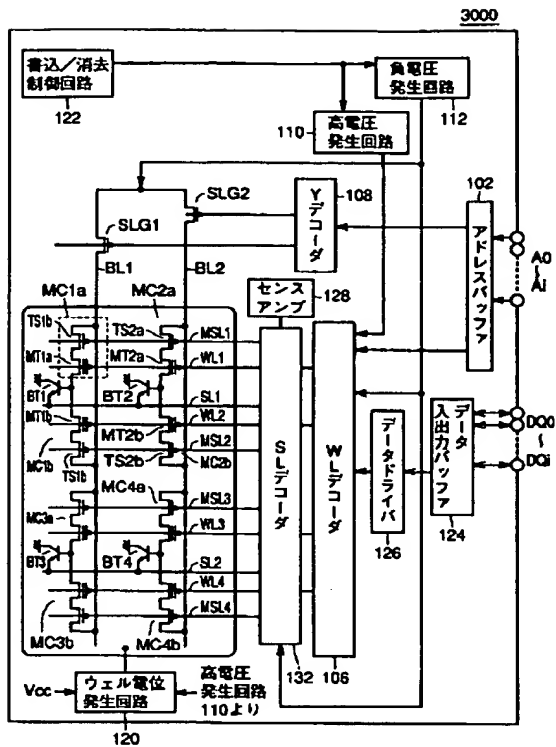 3000
書込/消去
制御回路
122
負電圧
発生回路
112
110
高電圧
発生回路
SLG2
Yデコーダ
108
102
アドレスバッファ
SLG1
BL1
BL2
A0
~
Ai
MC1a
MC2a
センス
アンプ
128
TS1b
TS2a
MSL1
MT1a
MT2a
WL1
BT1
BT2
SL1
MT1b
WL2
MT2b
MSL2
MC1b
TS1b
TS2b
MC2b
MC4a
MSL3
MC3a
WL3
BT3
BT4
SL2
WL4
MSL4
MC3b
MC4b
SLデコーダ
132
WLデコーダ
106
データドライバ
126
データ
入出力バッファ
124
DQ0
~
DQi
Vcc
ウェル電位
発生回路
120
高電圧
発生回路
110より